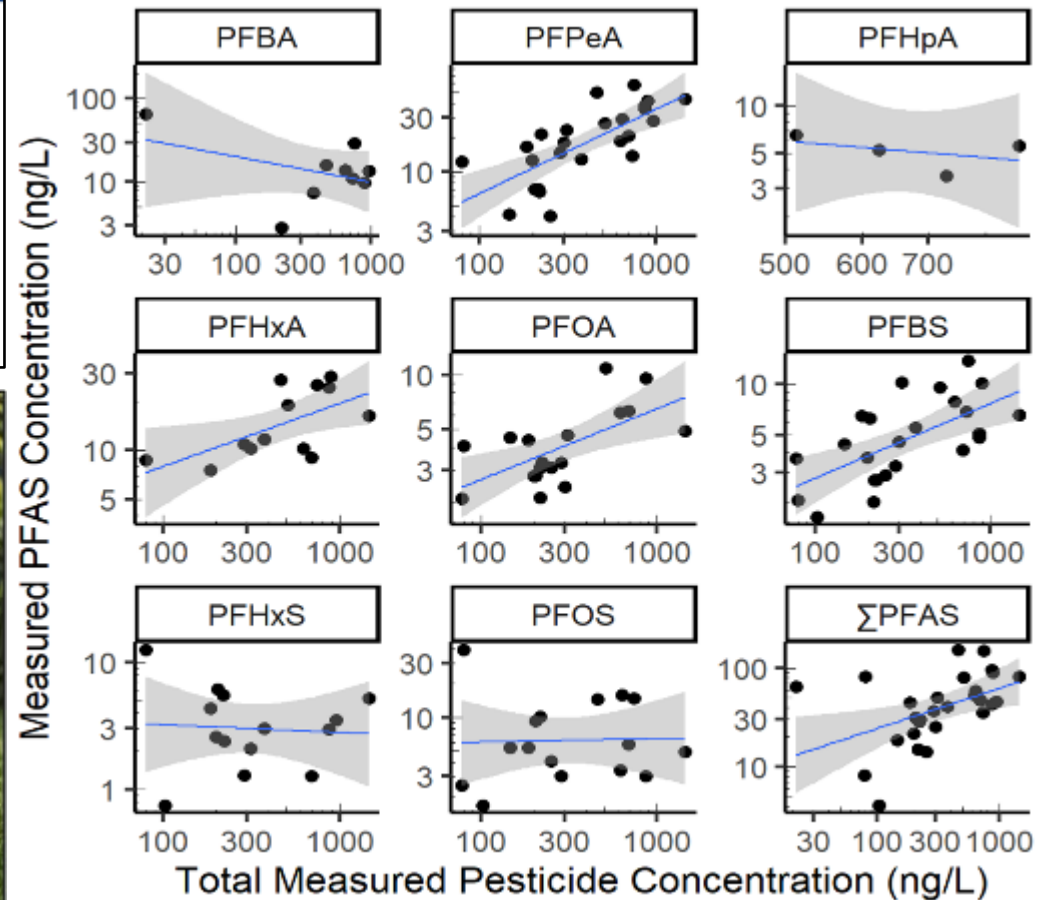 PFBA PFPeA PFHpA
100 30 10 3
30 100 300 1000
30 10 3
100 300 1000
10 5 3
500 600 700
PFHxA PFOA PFBS
30 10 5
100 300 1000
10 5 3
100 300 1000
10 5 3
100 300 1000
PFHxS PFOS ∑PFAS
10 3 1
100 300 1000
30 10 3
100 300 1000
100 30 10
30 100 300 1000
Measured PFAS Concentration (ng/L)
Total Measured Pesticide Concentration (ng/L)